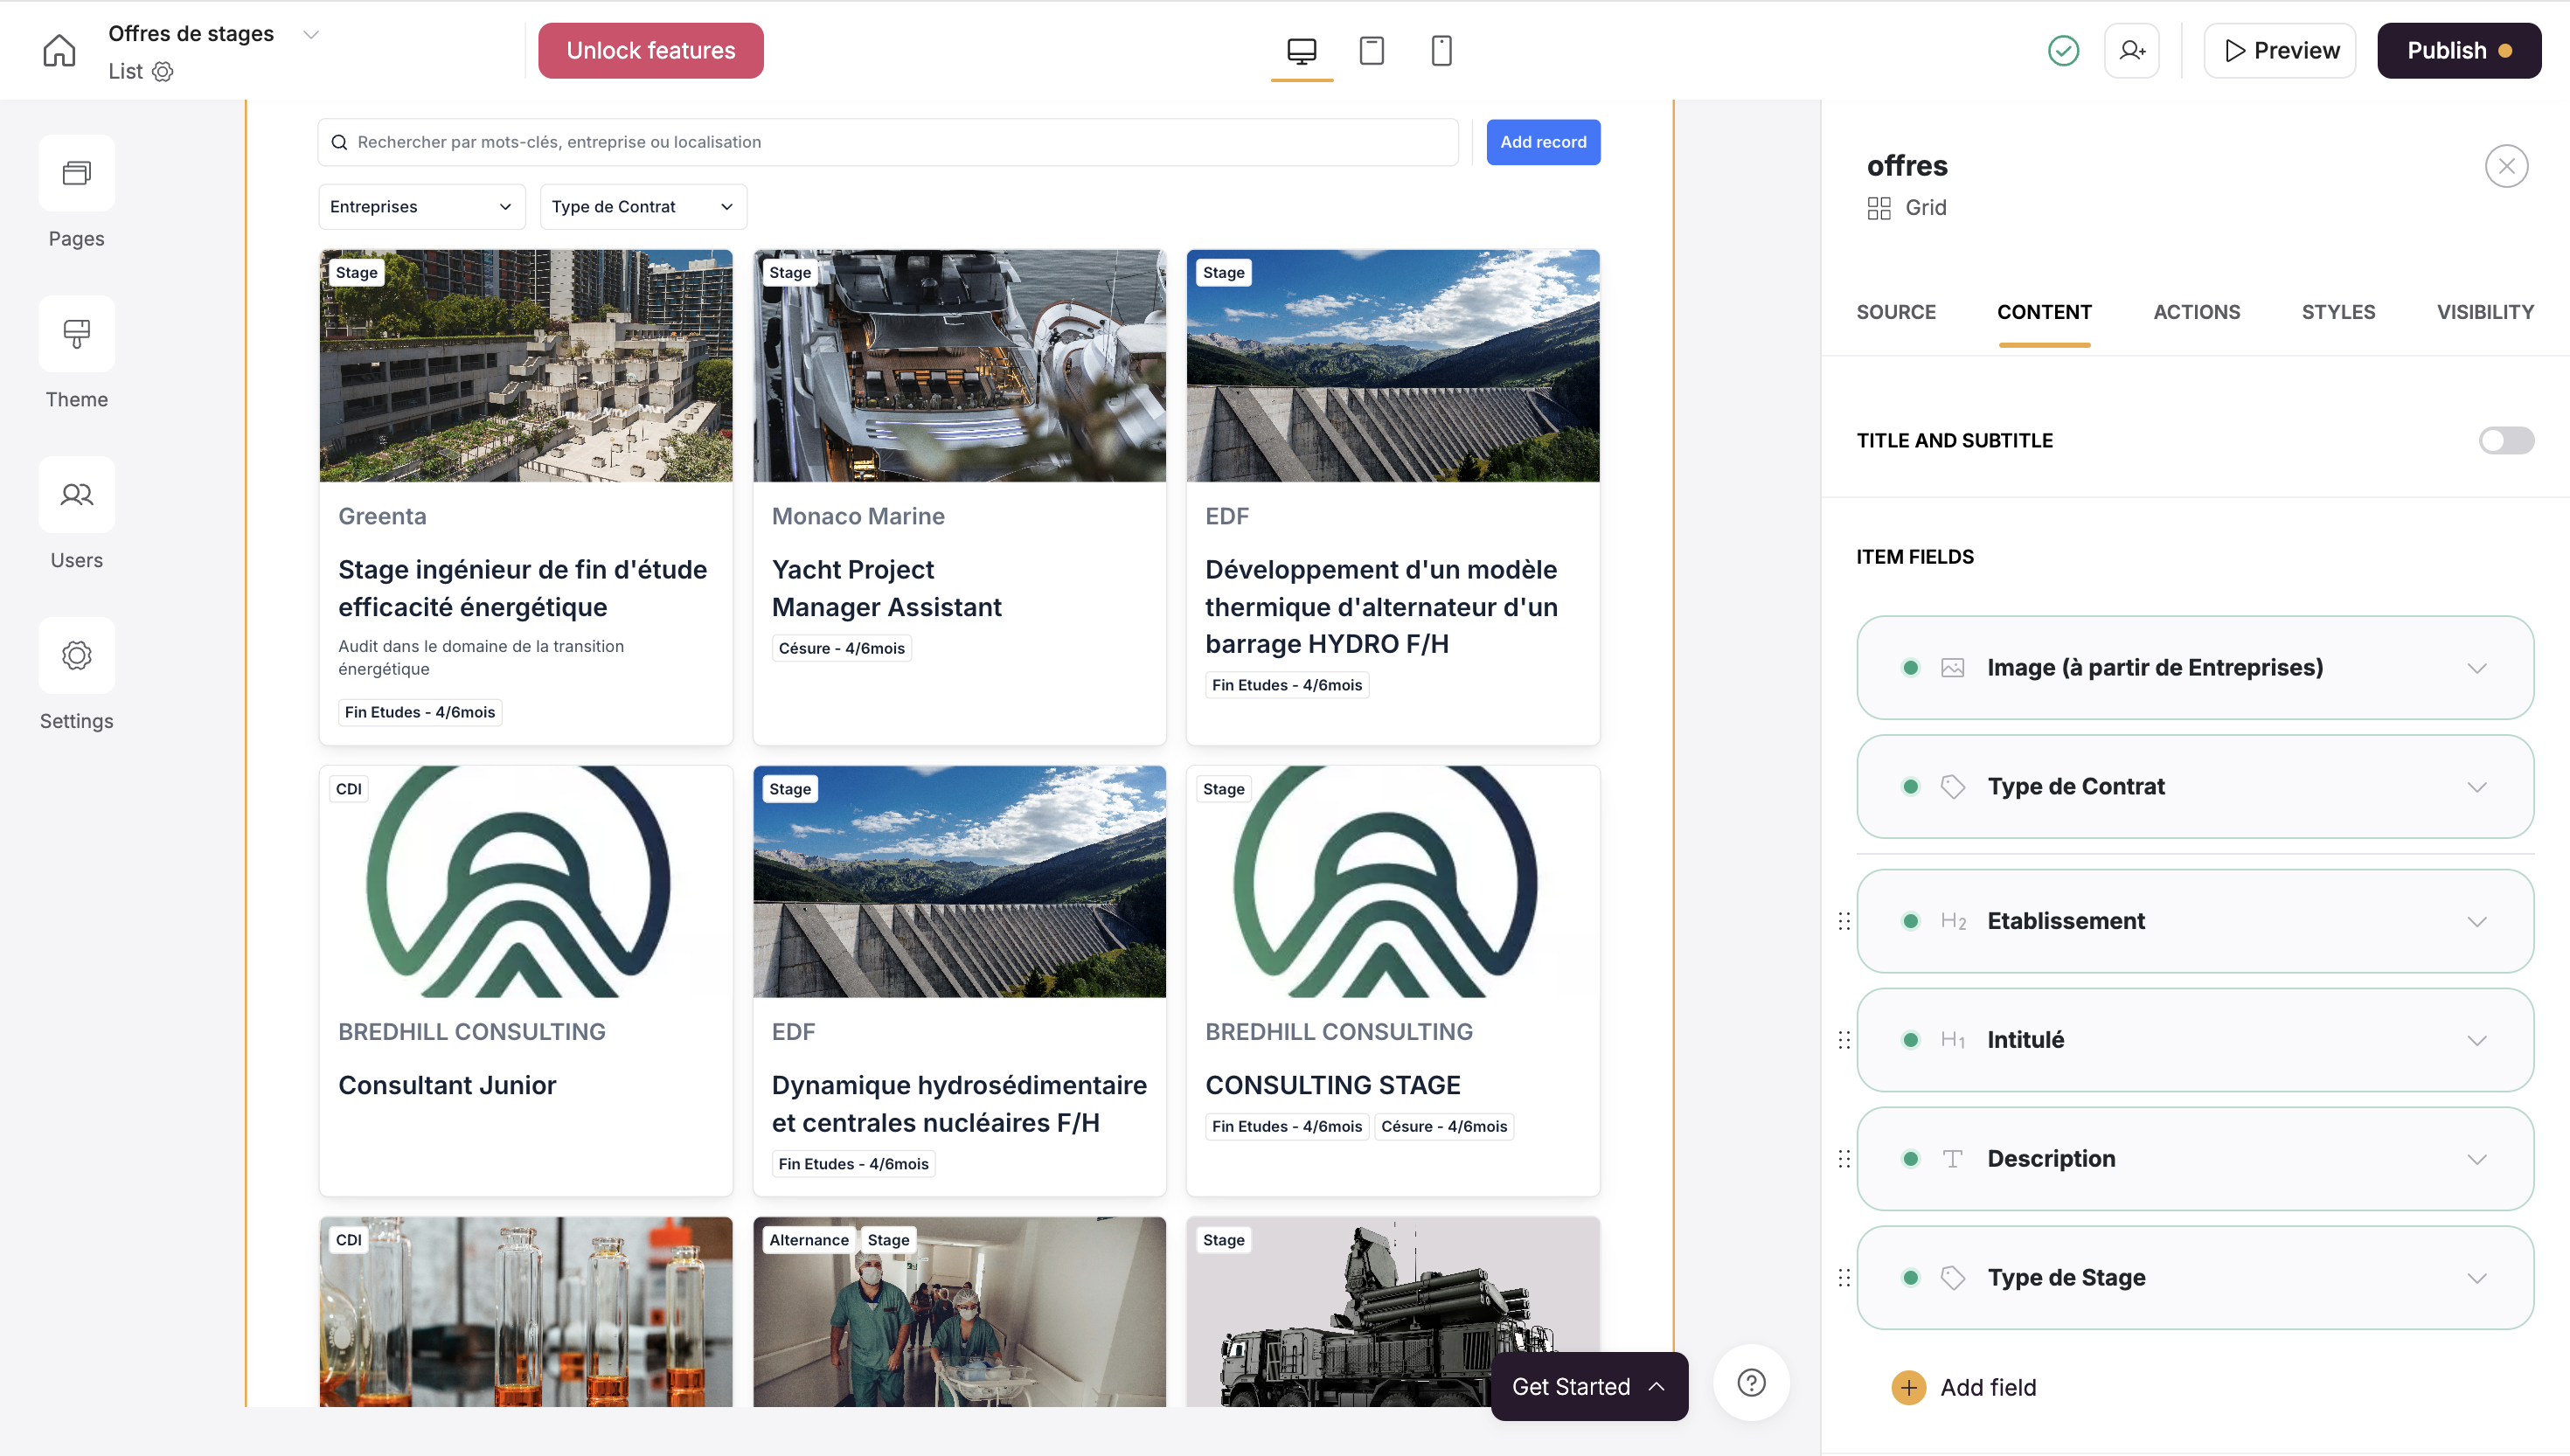 Offres de stages
List
Unlock features
Preview
Publish
Pages
Theme
Users
Settings
Rechercher par mots-clés, entreprise ou localisation
Add record
Entreprises
Type de Contrat
Stage
Greenta
Stage ingénieur de fin d'étude
efficacité énergétique
Audit dans le domaine de la transition
énergétique
Fin Etudes - 4/6mois
Stage
Monaco Marine
Yacht Project
Manager Assistant
Césure - 4/6mois
Stage
EDF
Développement d'un modèle
thermique d'alternateur d'un
barrage HYDRO F/H
Fin Etudes - 4/6mois
CDI
BREDHILL CONSULTING
Consultant Junior
Stage
EDF
Dynamique hydrosédimentaire
et centrales nucléaires F/H
Fin Etudes - 4/6mois
Stage
BREDHILL CONSULTING
CONSULTING STAGE
Fin Etudes - 4/6mois
Césure - 4/6mois
CDI
Alternance
Stage
Stage
Get Started
offres
Grid
SOURCE
CONTENT
ACTIONS
STYLES
VISIBILITY
TITLE AND SUBTITLE
ITEM FIELDS
Image (à partir de Entreprises)
Type de Contrat
H2 Etablissement
H1 Intitulé
Description
Type de Stage
Add field